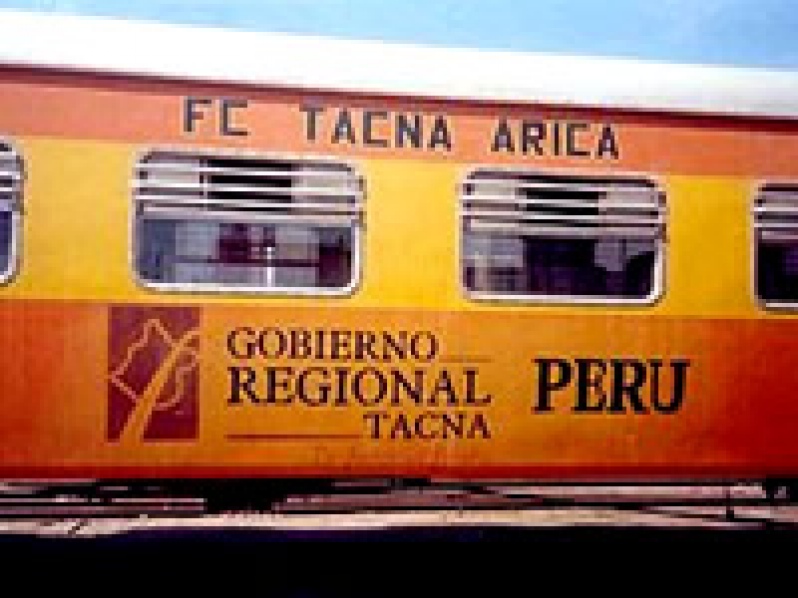 FC TACNA ARICA
GOBIERNO
REGIONAL
TACNA
PERU